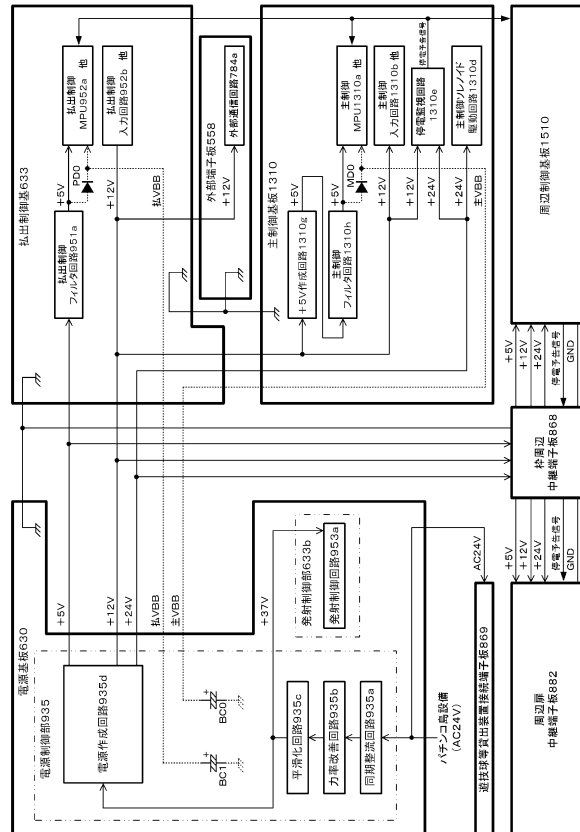 払出制御基633
払出制御
MPU952a 他
払出制御
入力回路952b 他
+5V
PD0
+12V
払VBB
払出制御
フィルタ回路951a
外部端子板558
外部通信回路784a
+12V
主制御基板1310
主制御
MPU1310a 他
主制御
入力回路1310b 他
停電監視回路
1310e
停電予告信号
主制御ソレノイド
駆動回路1310d
+5V
+5V
MD0
+12V
+12V
+24V
+24V
主VBB
+5V作成回路1310g
主制御
フィルタ回路1310h
周辺制御基板1510
+5V
+12V
+24V
停電予告信号
GND
枠周辺
中継端子板868
+5V
+12V
+24V
停電予告信号
GND
周辺扉
中継端子板882
電源基板630
電源制御部935
電源作成回路935d
+5V
+12V
+24V
払VBB
主VBB
+37V
+
BC1
+
BC0
発射制御部633b
発射制御回路953a
平滑化回路935c
力率改善回路935b
同期整流回路935a
パチンコ島設備
(AC24V)
AC24V
遊技球等貸出装置接続端子板869